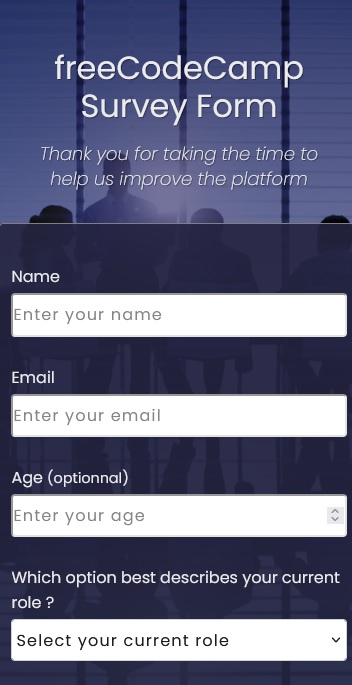 freeCodeCamp
Survey Form
Thank you for taking the time to
help us improve the platform
Name
Enter your name
Email
Enter your email
Age (optionnal)
Enter your age
Which option best describes your current
role ?
Select your current role